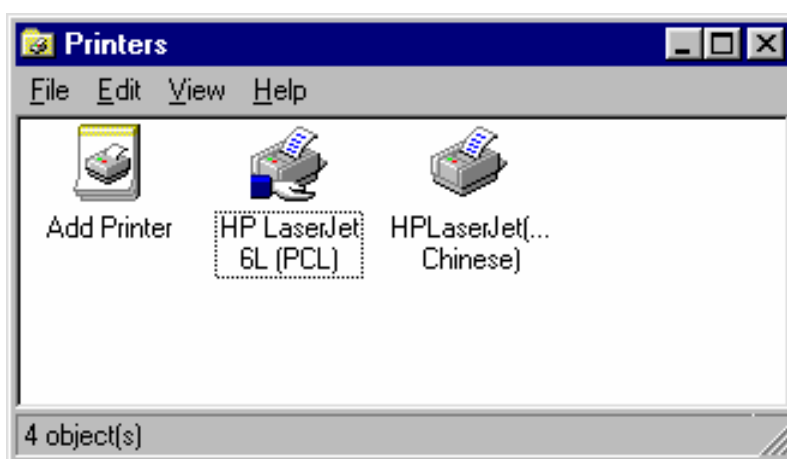 Printers
File Edit View Help
Add Printer
HP LaserJet
6L (PCL)
HPLaserJet(...
Chinese)
4 object(s)